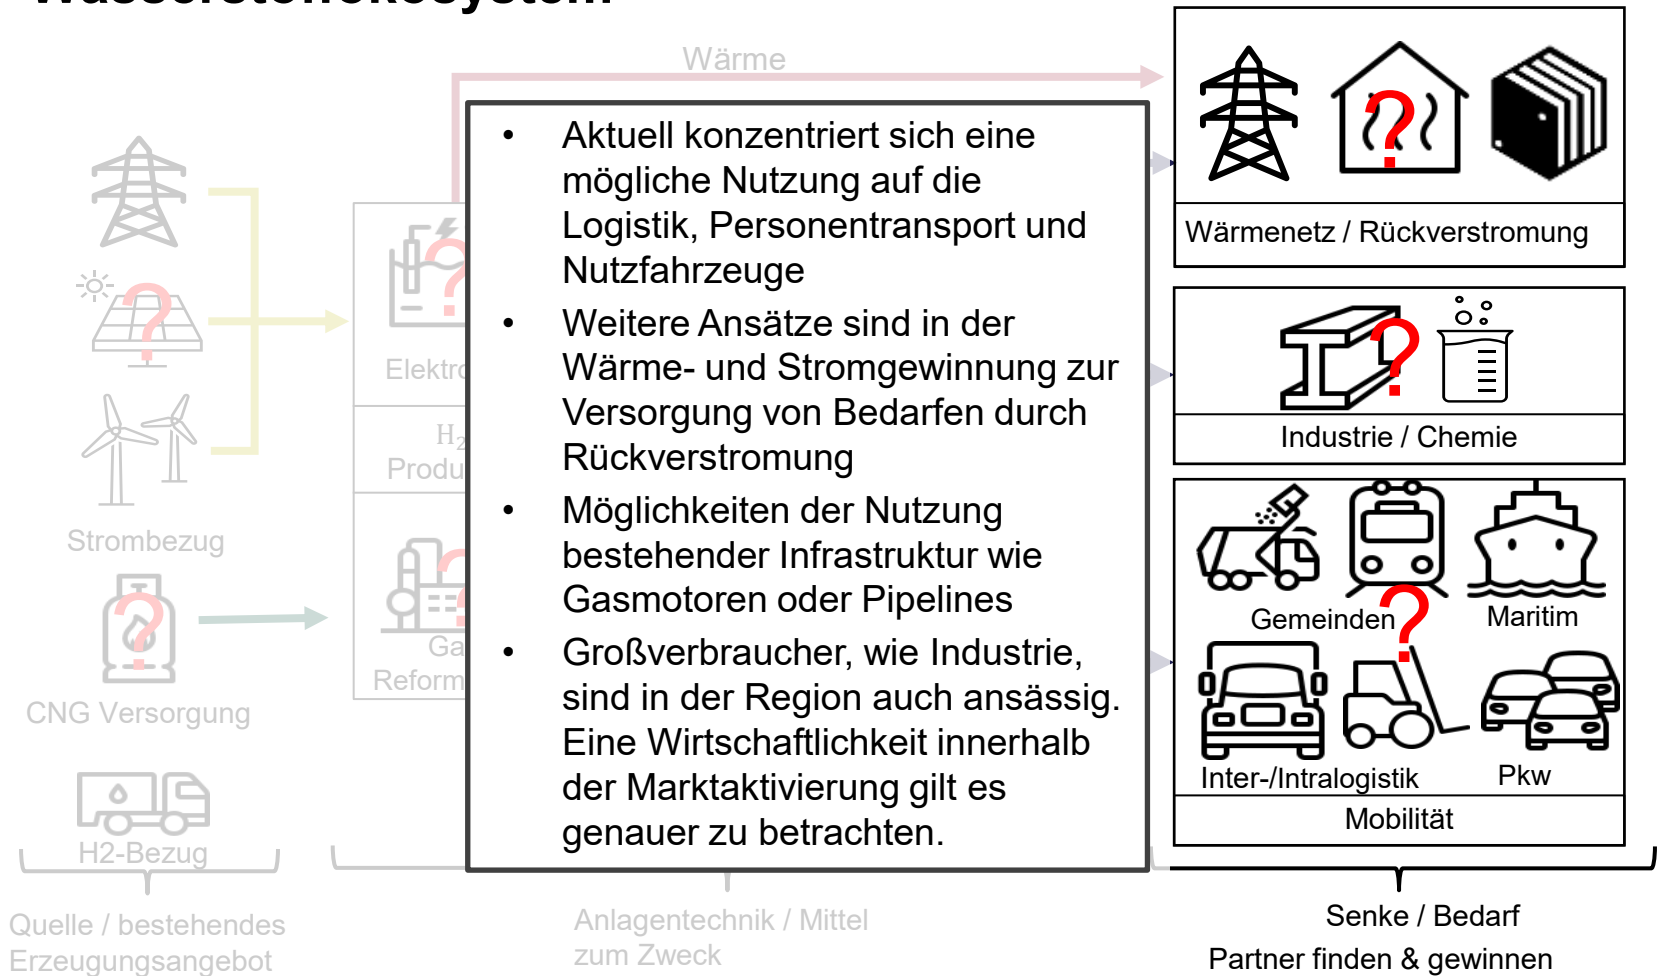 Wasserstoffökosystem
Wärme
Strombezug
CNG Versorgung
H2-Bezug
Quelle / bestehendes
Erzeugungsangebot
H₂
Anlagentechnik / Mittel
zum Zweck
• Aktuell konzentriert sich eine
mögliche Nutzung auf die
Logistik, Personentransport und
Nutzfahrzeuge
• Weitere Ansätze sind in der
Wärme- und Stromgewinnung zur
Versorgung von Bedarfen durch
Rückverstromung
• Möglichkeiten der Nutzung
bestehender Infrastruktur wie
Gasmotoren oder Pipelines
• Großverbraucher, wie Industrie,
sind in der Region auch ansässig.
Eine Wirtschaftlichkeit innerhalb
der Marktaktivierung gilt es
genauer zu betrachten.
?
?
?
?
?
Wärmenetz / Rückverstromung
?
Industrie / Chemie
?
Gemeinden
?
Maritim
Inter-/Intralogistik
Pkw
Mobilität
Senke / Bedarf
Partner finden & gewinnen